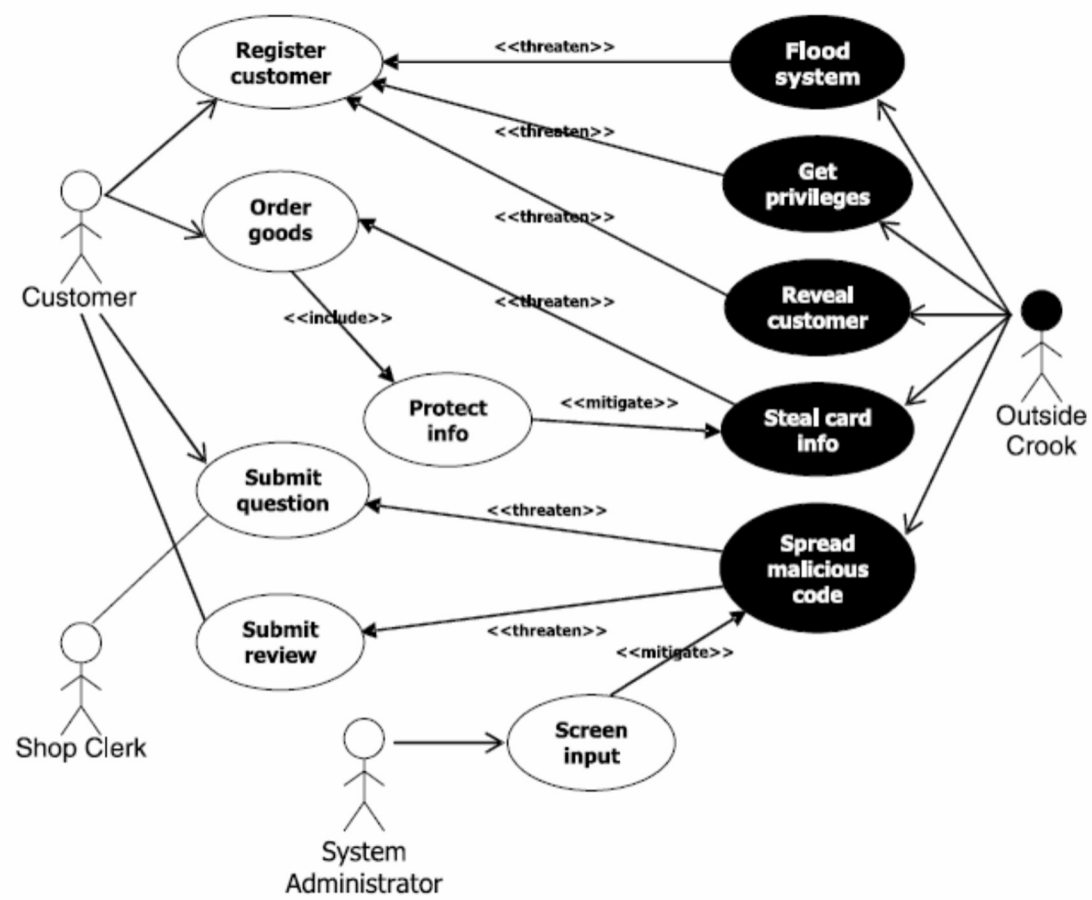 Register
customer
<<threaten>>
Flood
system
<<threaten>>
Get
privileges
Order
goods
<<threaten>>
Customer
<<include>>
<<threaten>>
Reveal
customer
Protect
info
<<mitigate>>
Steal card
info
Outside
Crook
Submit
question
<<threaten>>
Spread
malicious
code
Submit
review
<<threaten>>
<<mitigate>>
Shop Clerk
Screen
input
System
Administrator